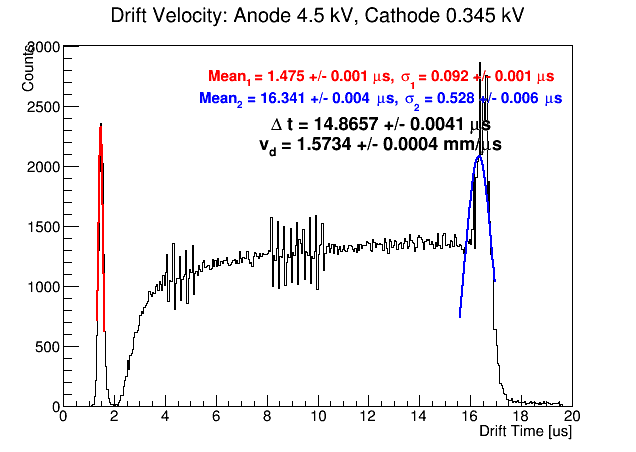 Drift Velocity: Anode 4.5 kV, Cathode 0.345 kV
Counts
3000
2500
2000
1500
1000
500
0
Mean1 = 1.475 +/- 0.001 μs, σ1 = 0.092 +/- 0.001 μs
Mean2 = 16.341 +/- 0.004 μs, σ2 = 0.528 +/- 0.006 μs
Δ t = 14.8657 +/- 0.0041 μs
vd = 1.5734 +/- 0.0004 mm/μs
0 2 4 6 8 10 12 14 16 18 20
Drift Time [us]